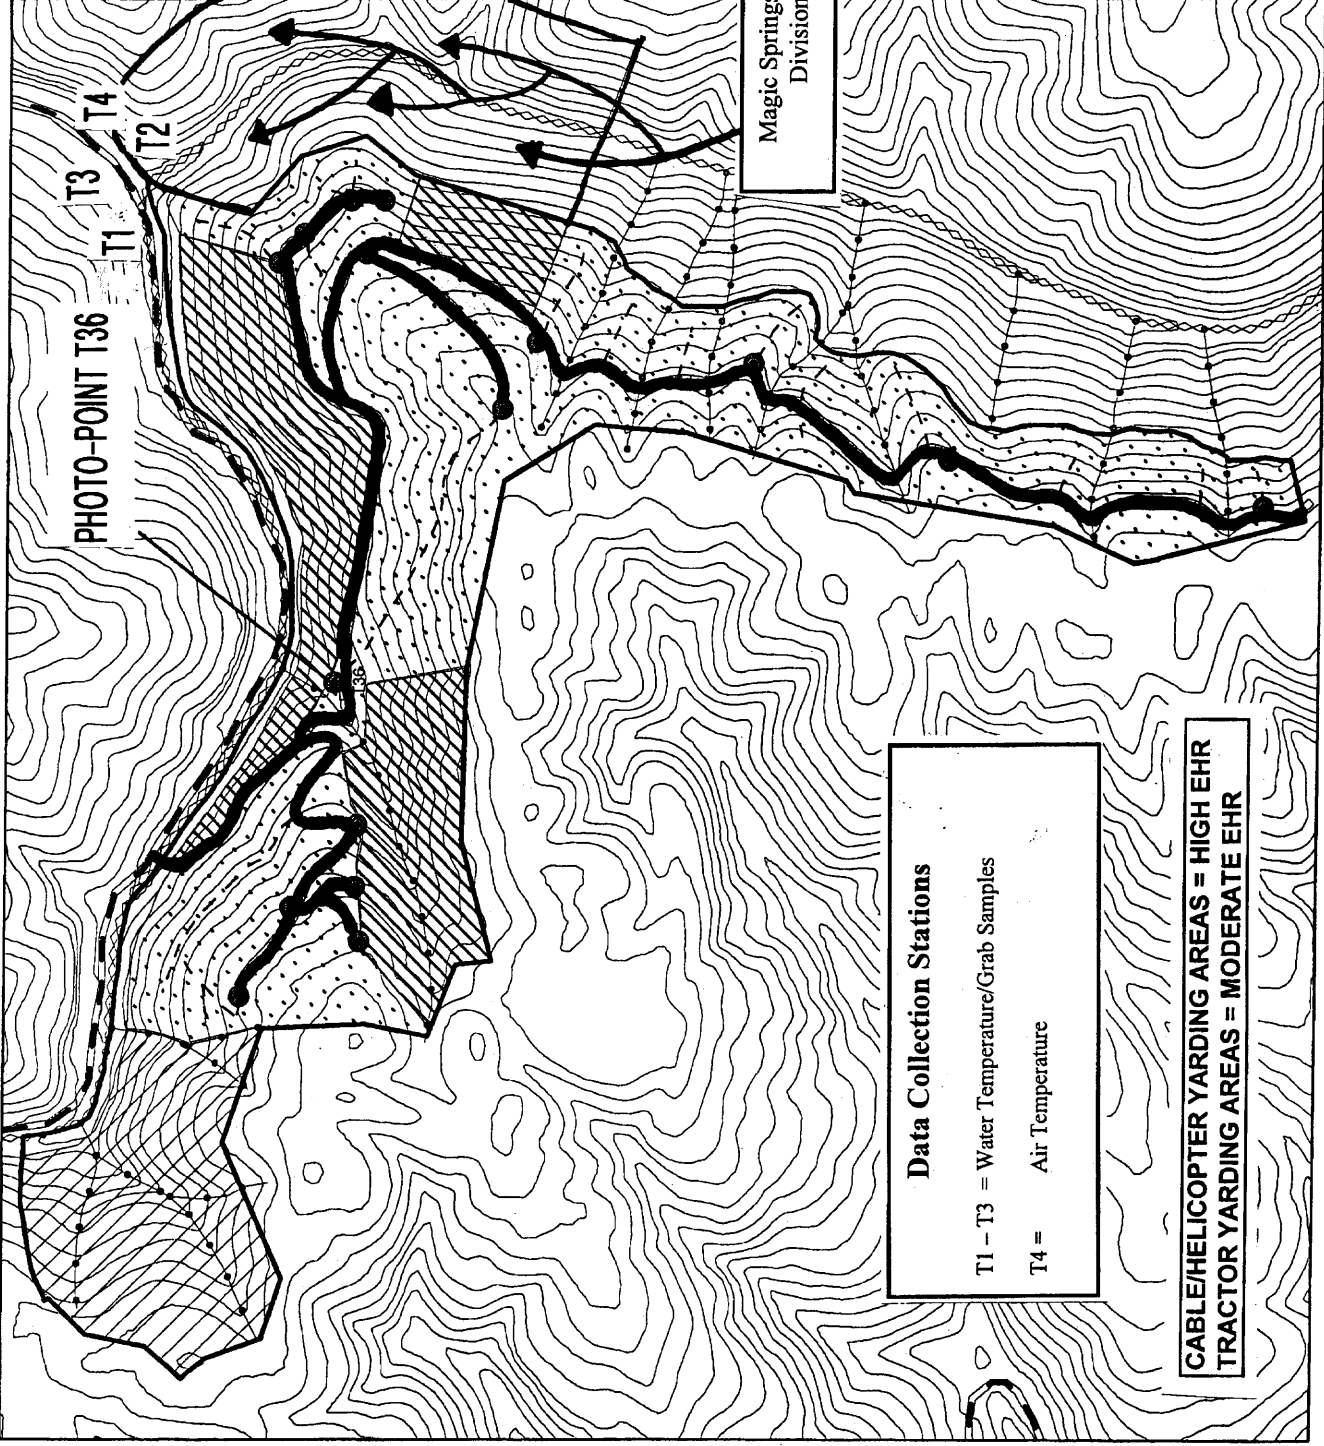 PHOTO-POINT T36
T1
T3
T2
T4
Magic Springs
Division
Data Collection Stations
T1 – T3 = Water Temperature/Grab Samples
T4 = Air Temperature
CABLE/HELICOPTER YARDING AREAS = HIGH EHR
TRACTOR YARDING AREAS = MODERATE EHR